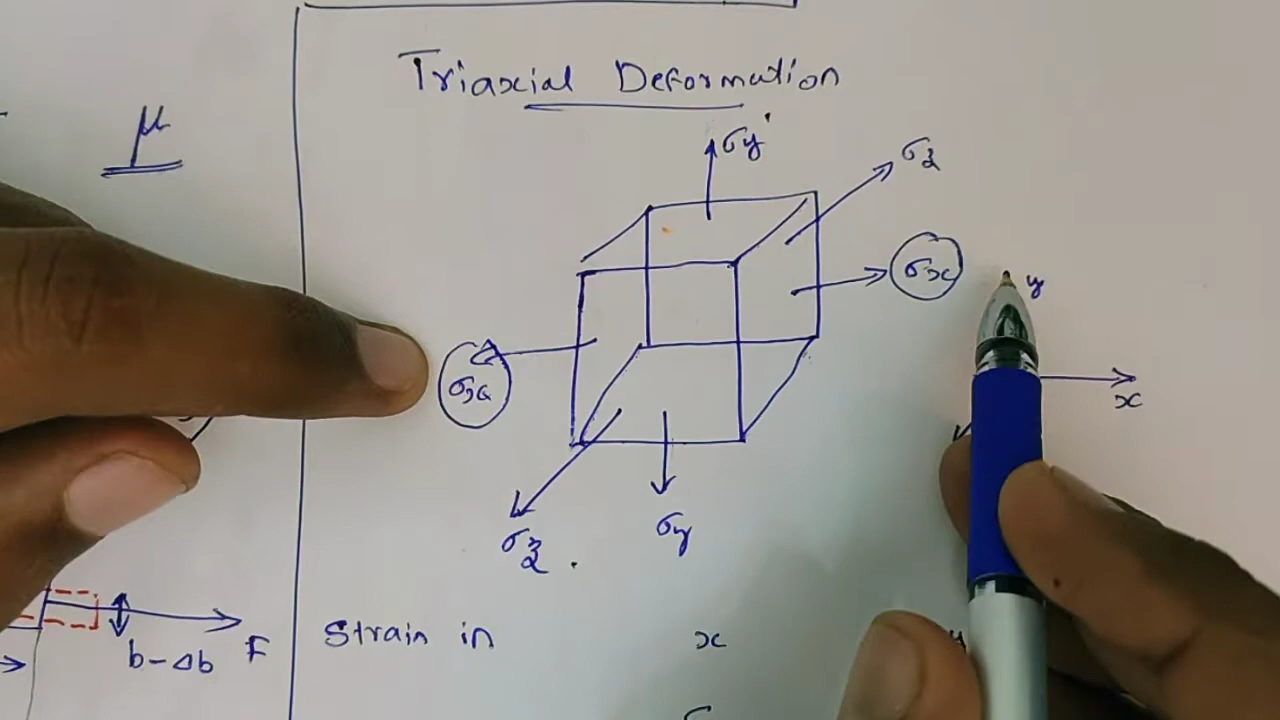 Triaxial Deformation
μ
σy
σz
σx
y
σx
x
σz
σy
b-Δb F
Strain in x